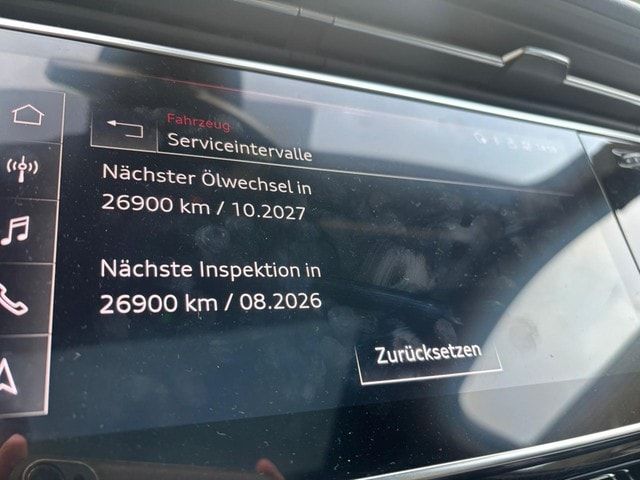 Fahrzeug
Serviceintervalle
Nächster Ölwechsel in
26900 km / 10.2027
Nächste Inspektion in
26900 km / 08.2026
Zurücksetzen